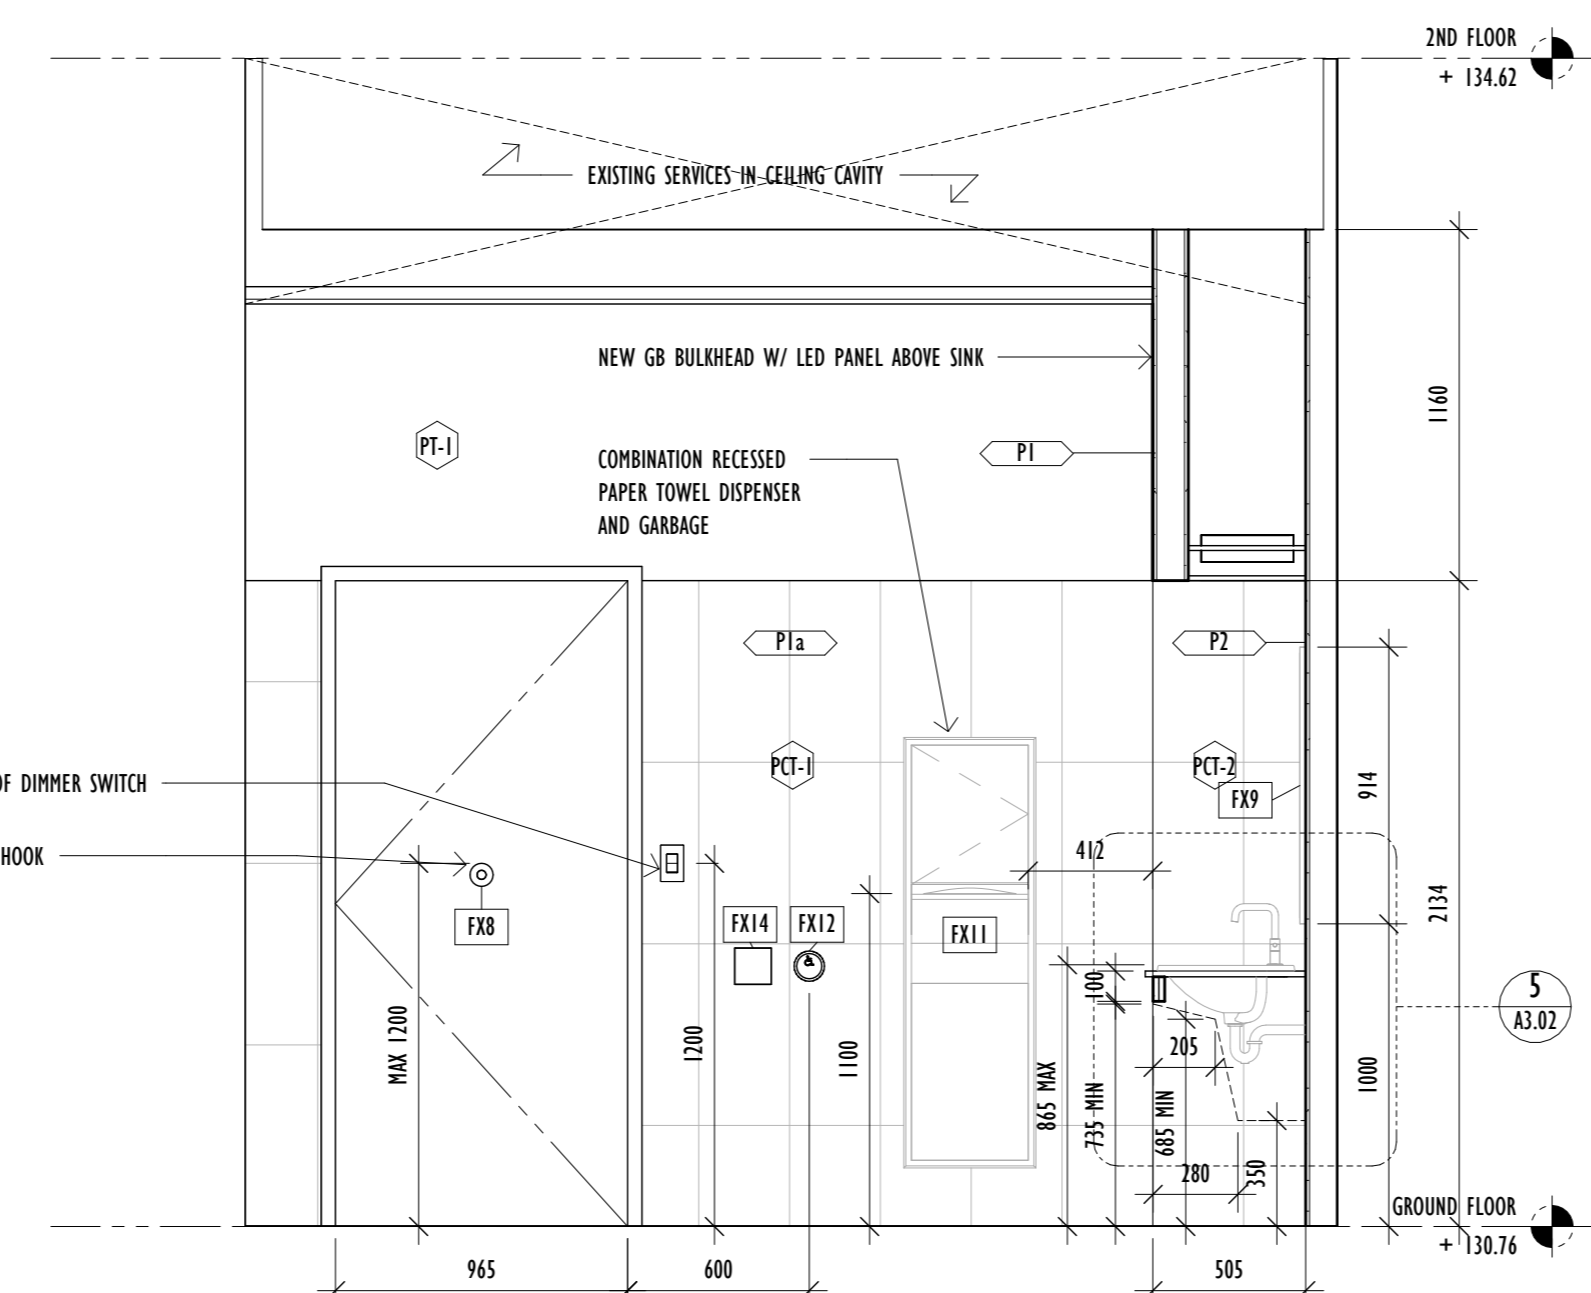 2ND FLOOR
+ 134.62
EXISTING SERVICES IN CEILING CAVITY
NEW GB BULKHEAD W/ LED PANEL ABOVE SINK
1160
PT-1
COMBINATION RECESSED
PAPER TOWEL DISPENSER
AND GARBAGE
P1
P1a
P2
PCT-1
PCT-2
OF DIMMER SWITCH
FX9
914
HOOK
412
2134
FX8
FX14
FX12
FX11
100
5
A3.02
MAX 1200
1200
1100
865 MAX
735 MIN
205
685 MIN
1000
280
350
GROUND FLOOR
+ 130.76
965
600
505